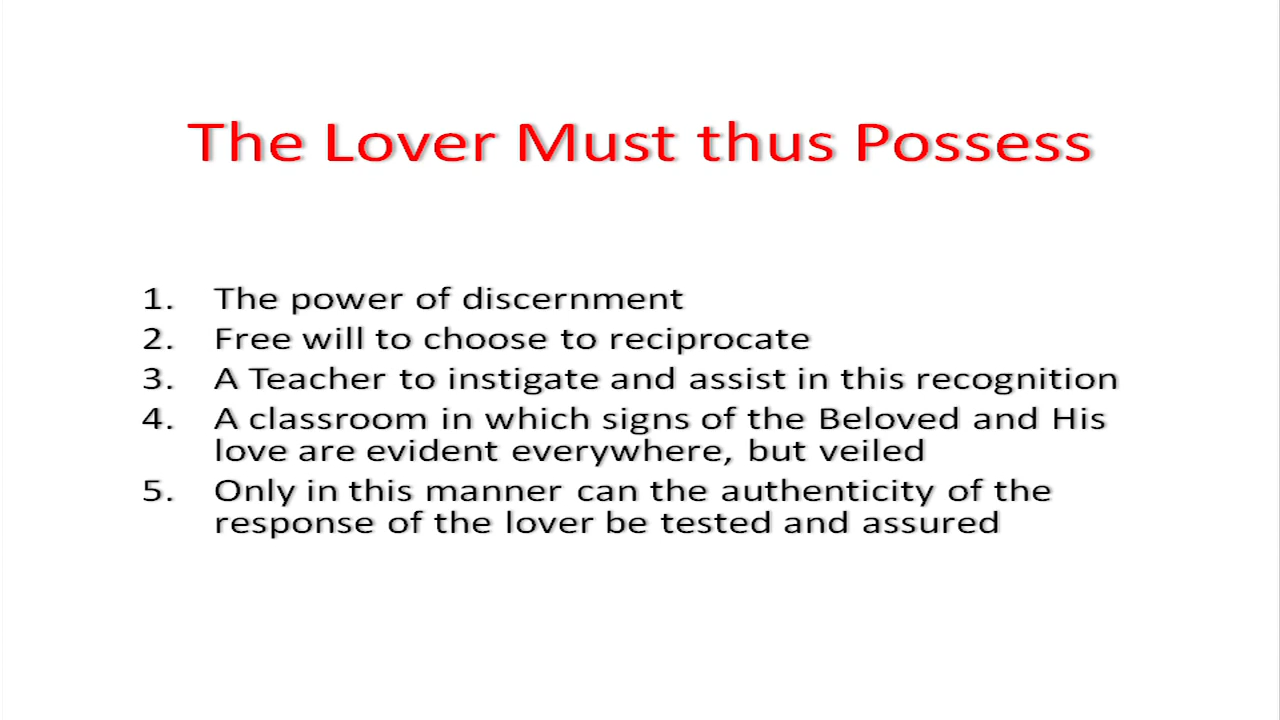 The Lover Must thus Possess
1. The power of discernment
2. Free will to choose to reciprocate
3. A Teacher to instigate and assist in this recognition
4. A classroom in which signs of the Beloved and His
love are evident everywhere, but veiled
5. Only in this manner can the authenticity of the
response of the lover be tested and assured